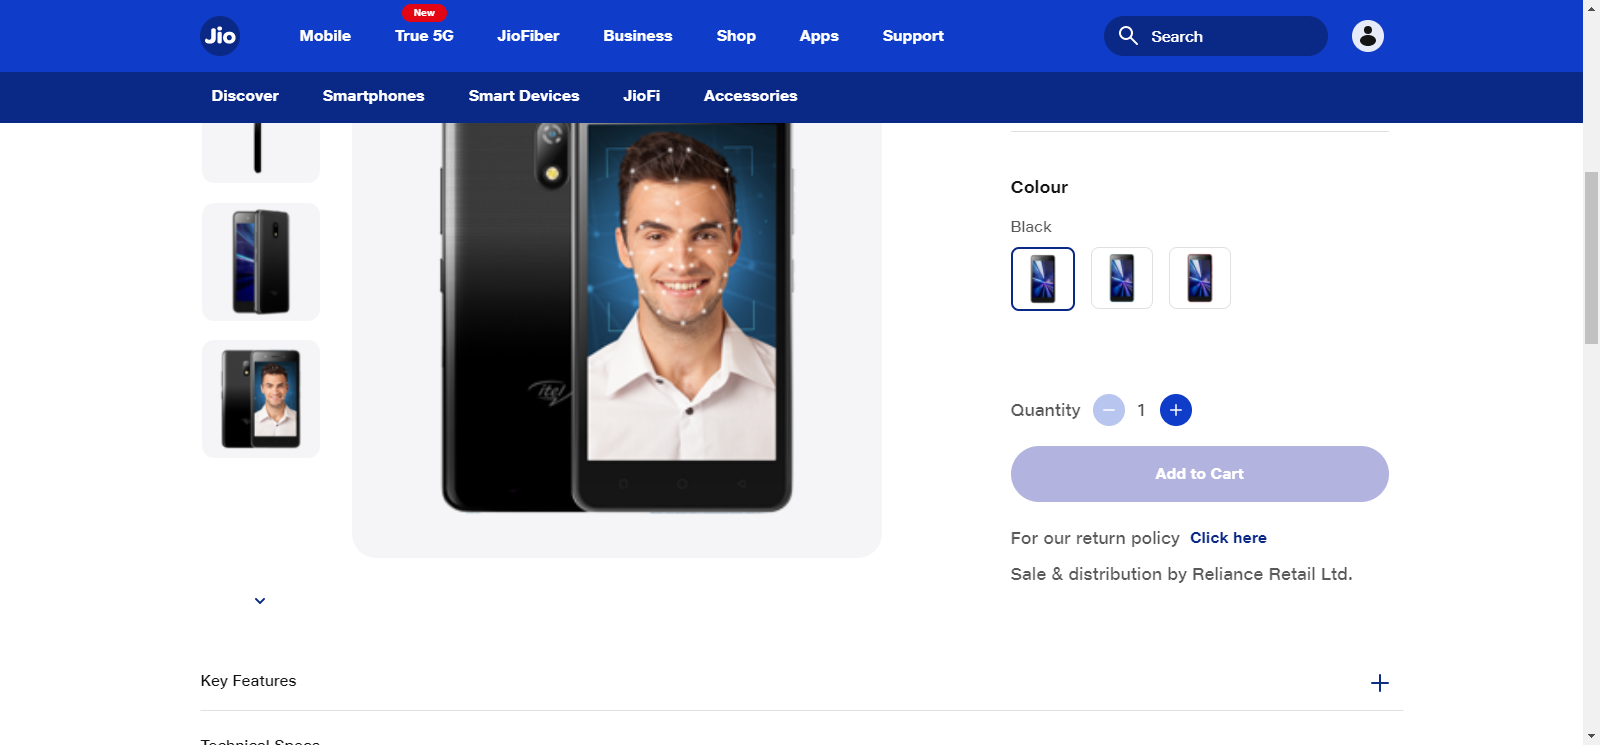 New
Jio Mobile True 5G JioFiber Business Shop Apps Support Search
Discover Smartphones Smart Devices JioFi Accessories
Colour
Black
itel
Quantity 1
Add to Cart
For our return policy Click here
Sale & distribution by Reliance Retail Ltd.
Key Features
Technical Specs